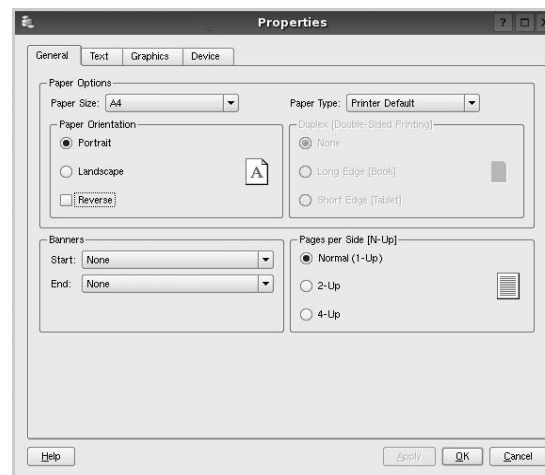 Properties
General Text Graphics Device
Paper Options
Paper Size: A4 Paper Type: Printer Default
Paper Orientation Duplex [Double-Sided Printing]
Portrait None
Landscape A Long Edge [Book]
Reverse Short Edge [Tablet]
Banners Pages per Side [N-Up]
Start: None Normal (1-Up)
End: None 2-Up
4-Up
Help Apply OK Cancel